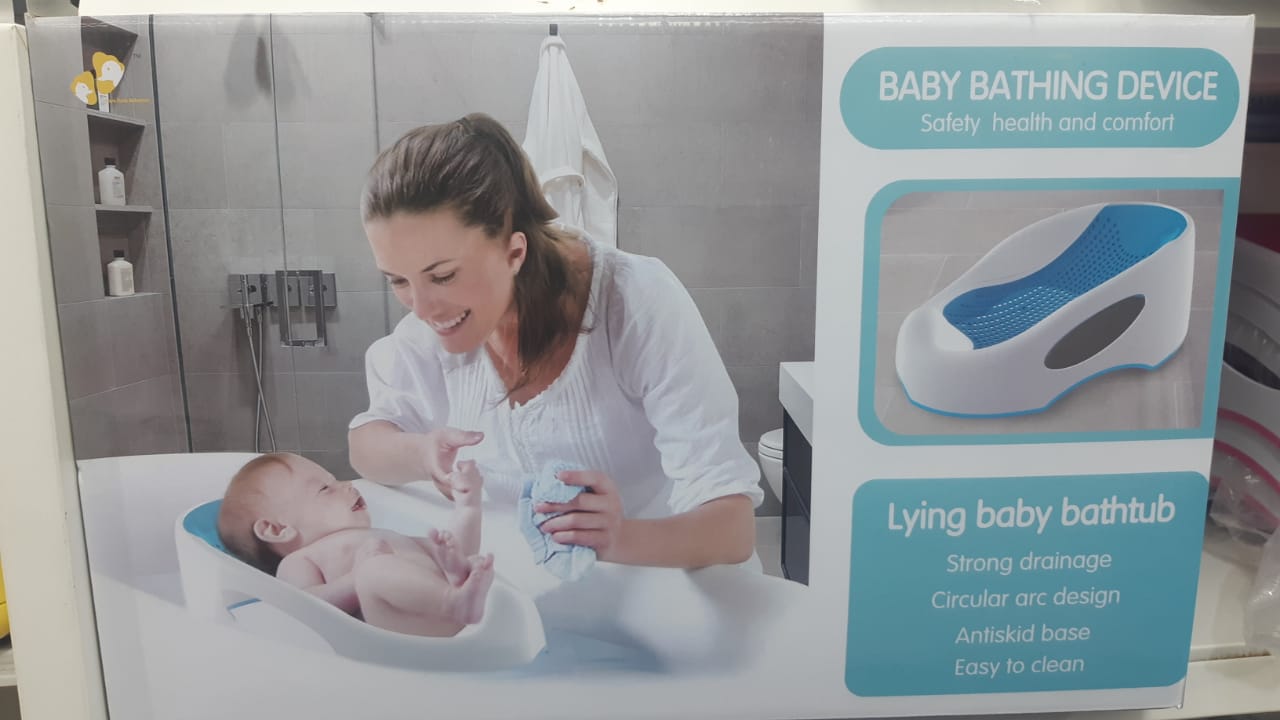 BABY BATHING DEVICE
Safety health and comfort
Lying baby bathtub
Strong drainage
Circular arc design
Antiskid base
Easy to clean